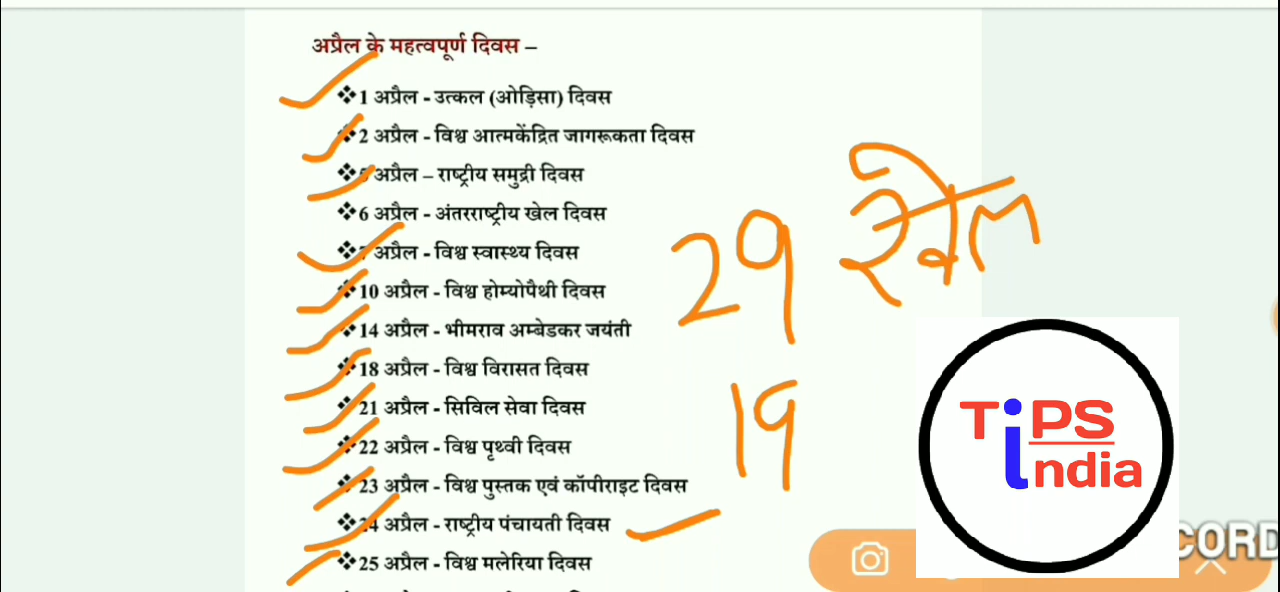 अप्रैल के महत्वपूर्ण दिवस –
❖1 अप्रैल - उत्कल (ओड़िसा) दिवस
❖2 अप्रैल - विश्व आत्मकेंद्रित जागरूकता दिवस
❖ अप्रैल – राष्ट्रीय समुद्री दिवस
❖6 अप्रैल - अंतरराष्ट्रीय खेल दिवस
❖7 अप्रैल - विश्व स्वास्थ्य दिवस
❖10 अप्रैल - विश्व होम्योपैथी दिवस
❖14 अप्रैल - भीमराव अम्बेडकर जयंती
❖18 अप्रैल - विश्व विरासत दिवस
❖21 अप्रैल - सिविल सेवा दिवस
❖22 अप्रैल - विश्व पृथ्वी दिवस
❖23 अप्रैल - विश्व पुस्तक एवं कॉपीराइट दिवस
❖24 अप्रैल - राष्ट्रीय पंचायती दिवस
❖25 अप्रैल - विश्व मलेरिया दिवस
29 खेल
19
TiPS
India
CORD